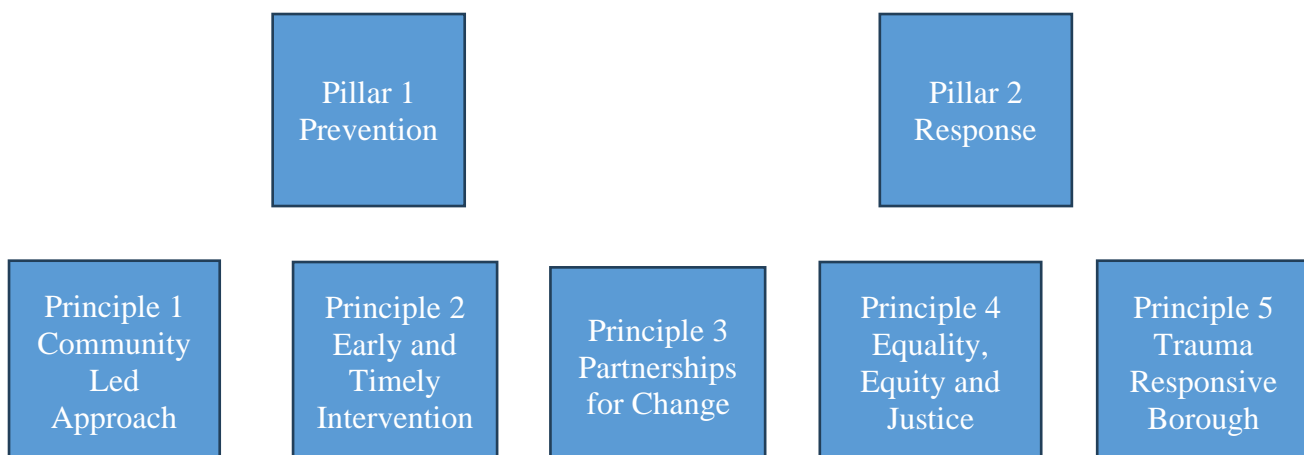 Pillar 1
Prevention
Pillar 2
Response
Principle 1
Community
Led
Approach
Principle 2
Early and
Timely
Intervention
Principle 3
Partnerships
for Change
Principle 4
Equality,
Equity and
Justice
Principle 5
Trauma
Responsive
Borough